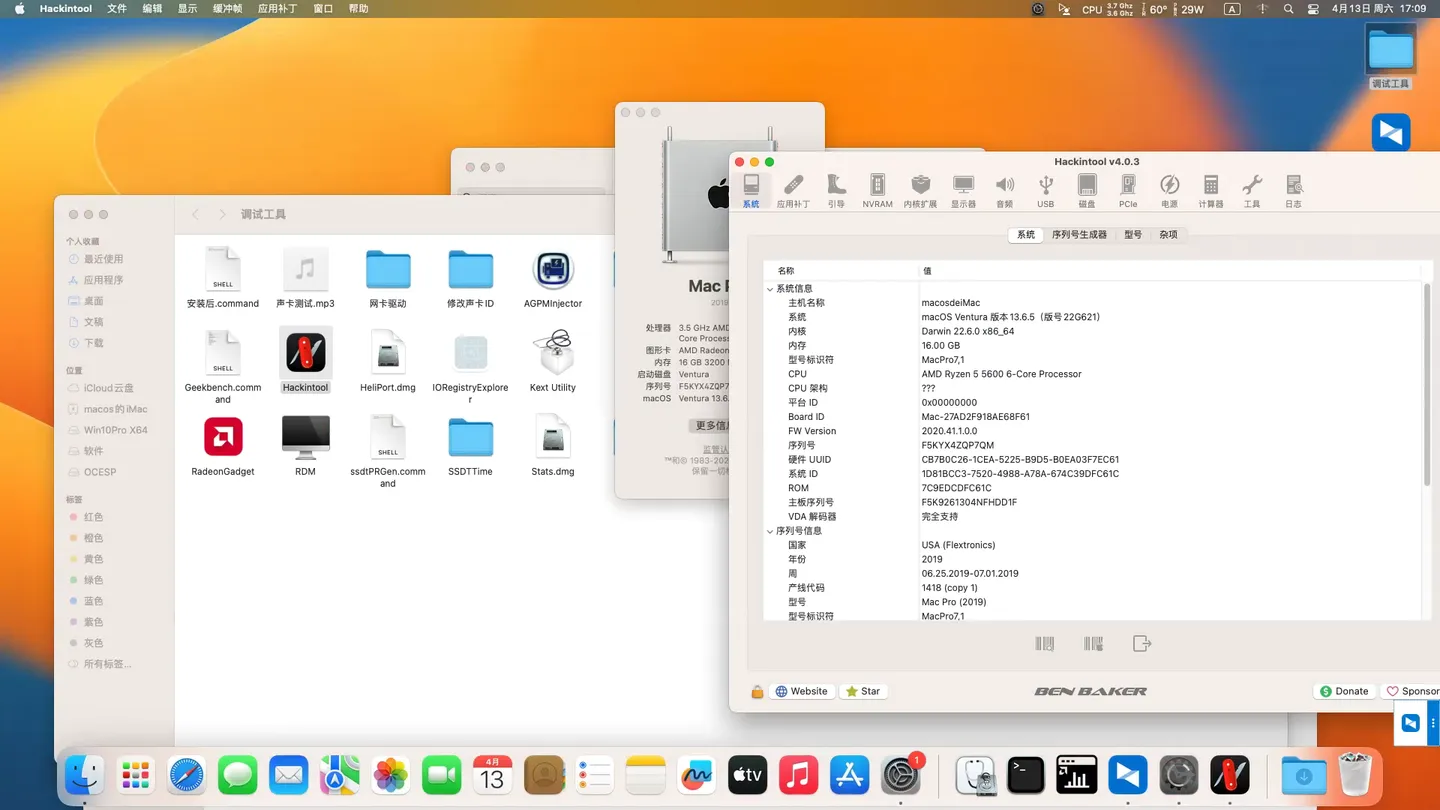 Hackintool 文件 编辑 显示 缓冲帧 应用补丁 窗口 帮助
CPU 3.7 Ghz 3.6 Ghz 60° 29W A 4月13日 周六 17:09
调试工具
Hackintool v4.0.3
系统 应用补丁 引导 NVRAM 内核扩展 显示器 音频 USB 磁盘 PCIe 电源 计算器 工具 日志
系统 序列号生成器 型号 杂项
名称 值
系统信息
主机名称 macosdeiMac
系统 macOS Ventura 版本13.6.5（版号22G621）
内核 Darwin 22.6.0 x86_64
内存 16.00 GB
型号标识符 MacPro7,1
CPU AMD Ryzen 5 5600 6-Core Processor
CPU 架构 ???
平台 ID 0x00000000
Board ID Mac-27AD2F918AE68F61
FW Version 2020.41.1.0.0
序列号 F5KYX4ZQP7QM
硬件 UUID CB7B0C26-1CEA-5225-B9D5-B0EA03F7EC61
系统 ID 1D81BCC3-7520-4988-A78A-674C39DFC61C
ROM 7C9EDCDFC61C
主板序列号 F5K9261304NFHDD1F
VDA 解码器 完全支持
序列号信息
国家 USA (Flextronics)
年份 2019
周 06.25.2019-07.01.2019
产线代码 1418 (copy 1)
型号 Mac Pro (2019)
型号标识符 MacPro7,1
Website Star BEN BAKER Donate Sponsor
Mac
2019
处理器 3.5 GHz AMD
Core Process
图形卡 AMD Radeon
内存 16 GB 3200
启动磁盘 Ventura
序列号 F5KYX4ZQP7
macOS Ventura 13.6.
更多信息
监管认
™和© 1983-202
保留一切
调试工具
个人收藏
最近使用
应用程序
桌面
文稿
下载
位置
iCloud云盘
macos的iMac
Win10Pro X64
软件
OCESP
标签
红色
橙色
黄色
绿色
蓝色
紫色
灰色
所有标签...
SHELL
安装后.command 声卡测试.mp3 网卡驱动 修改声卡ID AGPMInjector
SHELL
Geekbench.comm
and
Hackintool HeliPort.dmg IORegistryExplore
r
Kext Utility
SHELL
RadeonGadget RDM ssdtPRGen.comm
and
SSDTTime Stats.dmg
4月
13
tv
1